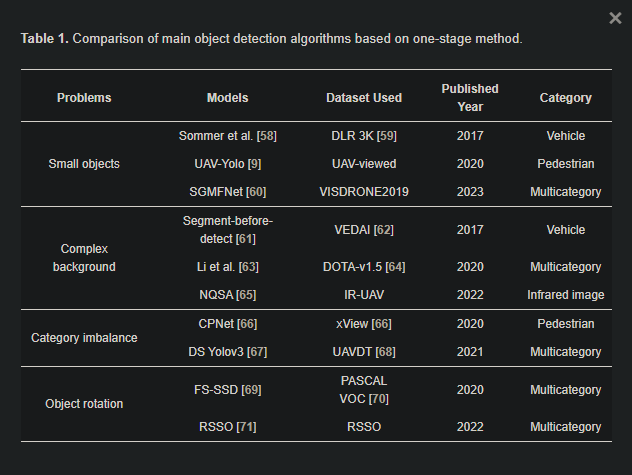 Table 1. Comparison of main object detection algorithms based on one-stage method.
Problems Models Dataset Used Published Year Category
Small objects
Sommer et al. [58] DLR 3K [59] 2017 Vehicle
UAV-Yolo [9] UAV-viewed 2020 Pedestrian
SGMFNet [60] VISDRONE2019 2023 Multicategory
Complex background
Segment-before-detect [61] VEDAI [62] 2017 Vehicle
Li et al. [63] DOTA-v1.5 [64] 2020 Multicategory
NQSA [65] IR-UAV 2022 Infrared image
Category imbalance
CPNet [66] xView [66] 2020 Pedestrian
DS Yolov3 [67] UAVDT [68] 2021 Multicategory
Object rotation
FS-SSD [69] PASCAL VOC [70] 2020 Multicategory
RSSO [71] RSSO 2022 Multicategory